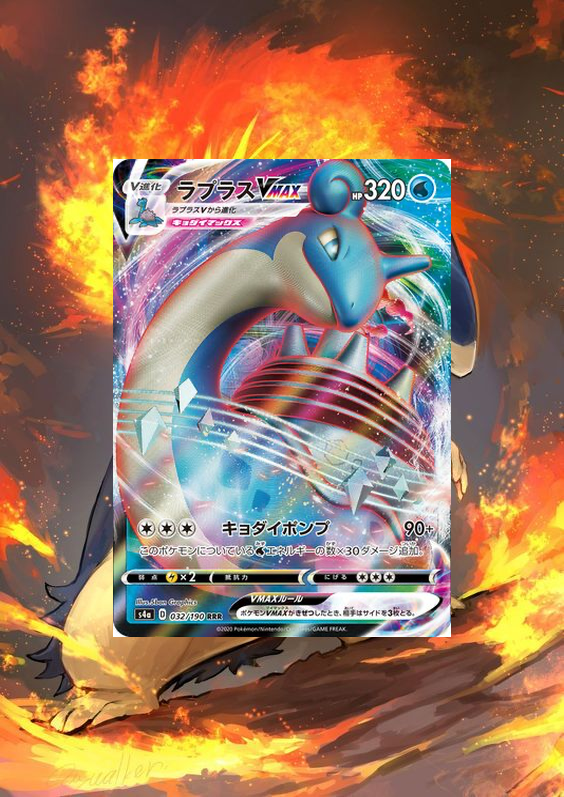 V進化
ラプラスVMAX
HP320
ラプラスVから進化
キョダイマックス
キョダイポンプ 90+
このポケモンについているエネルギーの数×30ダメージ追加。
弱点 ×2 抵抗力 にげる
Illus. 5ban Graphics
VMAXルール
ポケモンVMAXがきぜつしたとき、相手はサイドを3枚とる。
s4a D 032/190 RRR
©2020 Pokémon/Nintendo/Creatures/GAME FREAK.